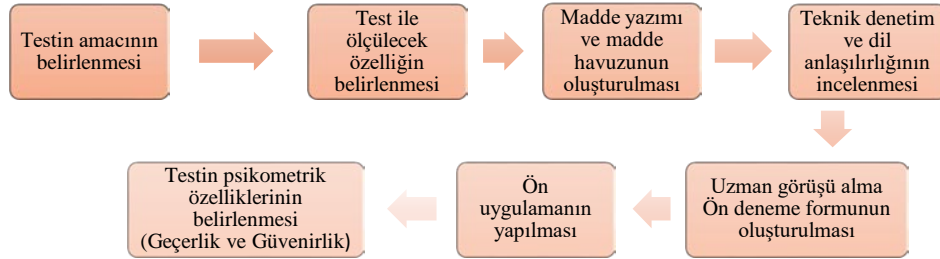 Testin amacının
belirlenmesi
Test ile
ölçülecek
özelliğin
belirlenmesi
Madde yazımı
ve madde
havuzunun
oluşturulması
Teknik denetim
ve dil
anlaşılırlığının
incelenmesi
Uzman görüşü alma
Ön deneme formunun
oluşturulması
Ön
uygulamanın
yapılması
Testin psikometrik
özelliklerinin
belirlenmesi
(Geçerlik ve Güvenirlik)